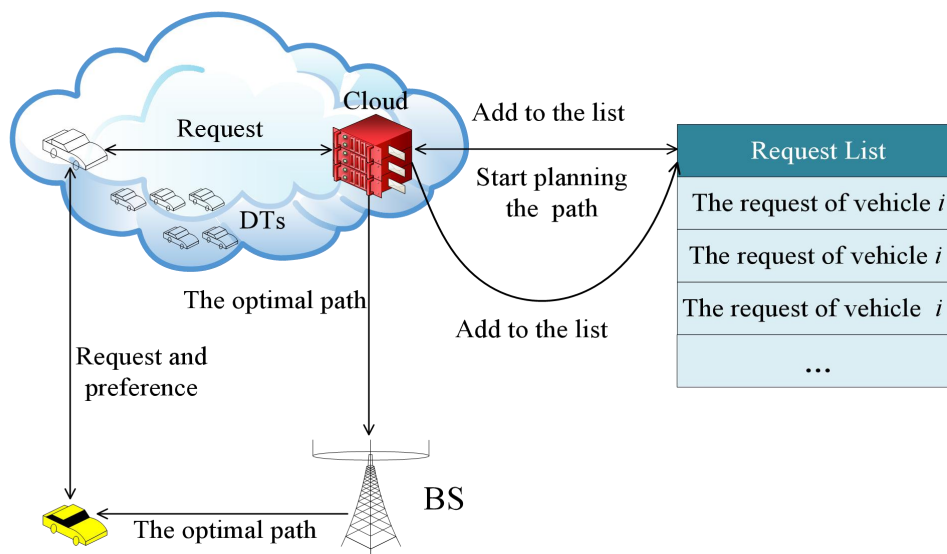 Cloud
Request
Add to the list
Start planning
the path
DTs
The optimal path
Add to the list
Request and
preference
BS
The optimal path
Request List
The request of vehicle i
The request of vehicle i
The request of vehicle i
...